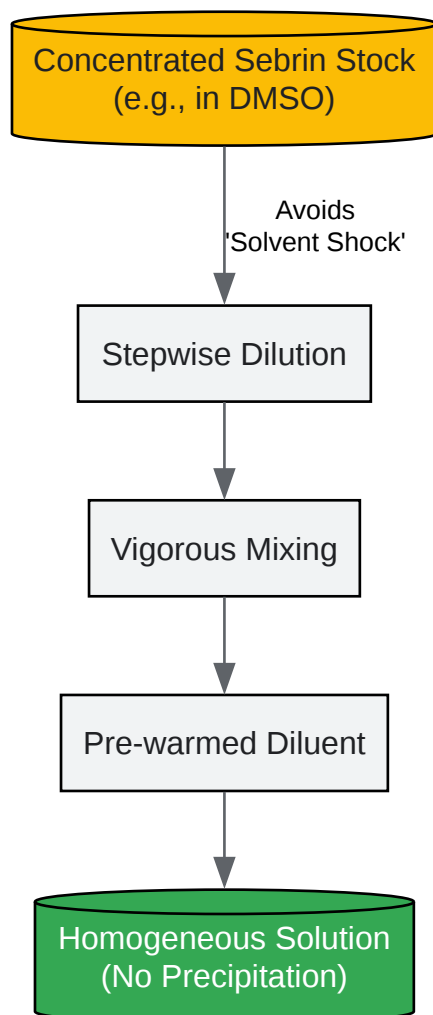 Concentrated Sebrin Stock
(e.g., in DMSO)
Avoids
'Solvent Shock'
Stepwise Dilution
Vigorous Mixing
Pre-warmed Diluent
Homogeneous Solution
(No Precipitation)